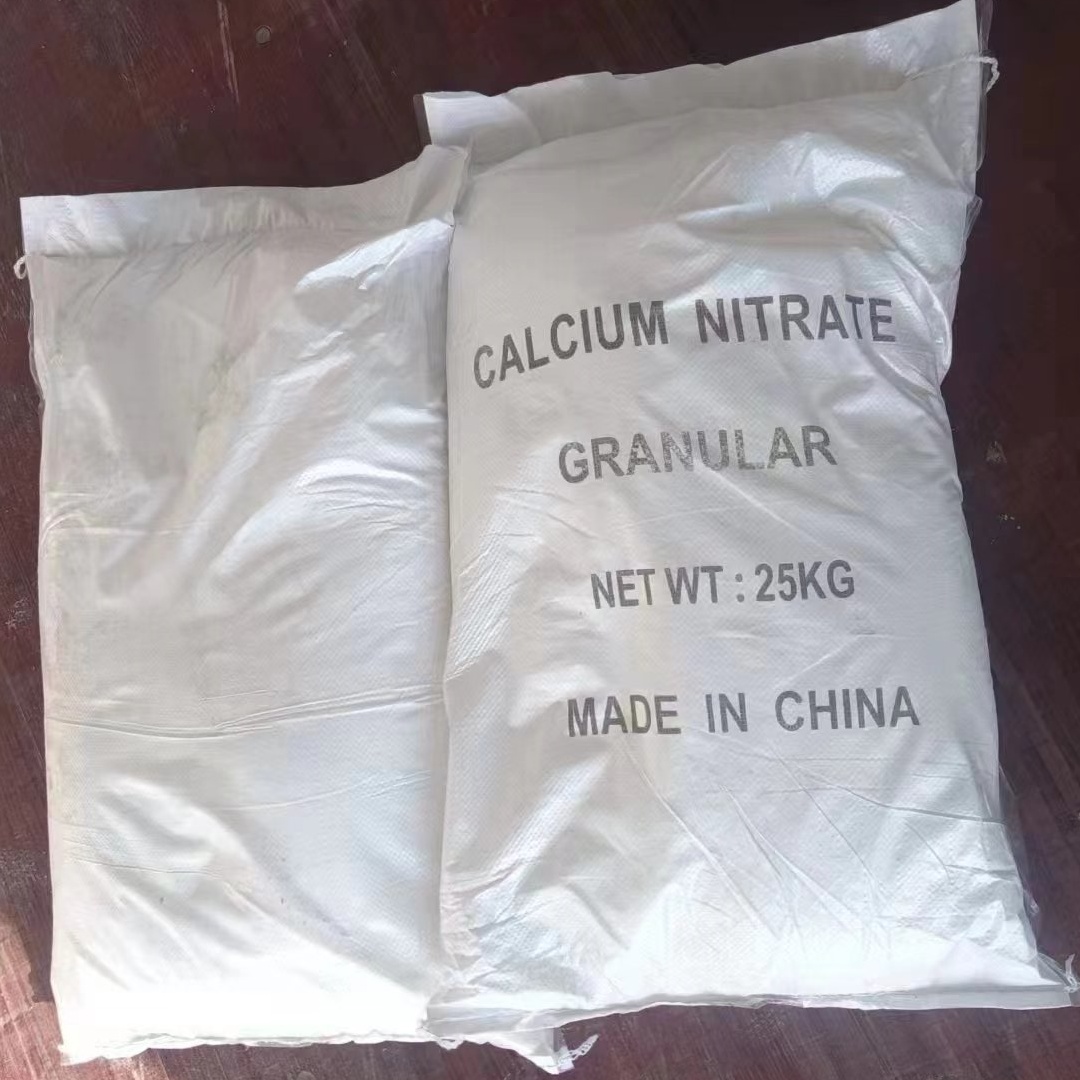 CALCIUM NITRATE
GRANULAR
NET WT : 25KG
MADE IN CHINA